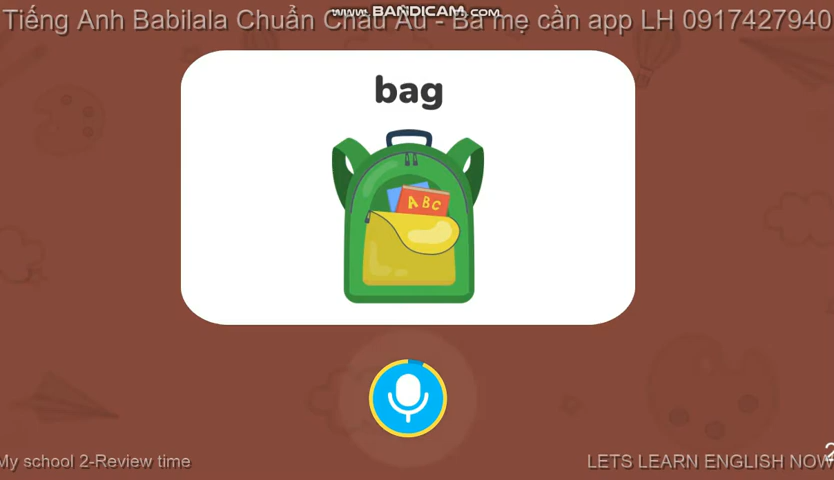 www.BANDICAM.com
Tiếng Anh Babilala Chuẩn Châu Âu - Ba mẹ cần app LH 0917427940
bag
ABC
My school 2-Review time
LETS LEARN ENGLISH NOW
2